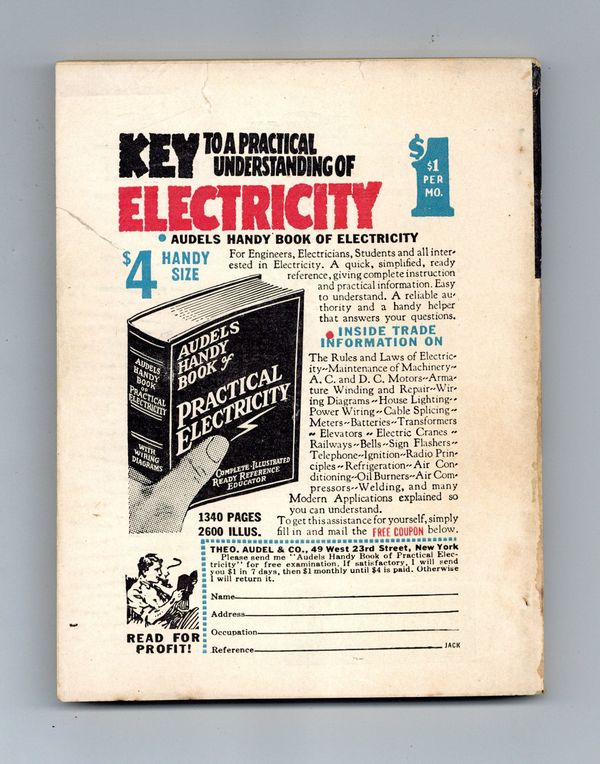 KEY TO A PRACTICAL
UNDERSTANDING OF
ELECTRICITY
$1
$1
PER
MO.
• AUDELS HANDY BOOK OF ELECTRICITY
$4 HANDY
SIZE
For Engineers, Electricians, Students and all inter-
ested in Electricity. A quick, simplified, ready
reference, giving complete instruction
and practical information. Easy
to understand. A reliable au-
thority and a handy helper
that answers your questions.
• INSIDE TRADE
INFORMATION ON
The Rules and Laws of Electric-
ity~Maintenance of Machinery~
A. C. and D. C. Motors~Arma-
ture Winding and Repair~Wir-
ing Diagrams~House Lighting~
Power Wiring~Cable Splicing~
Meters~Batteries~Transformers
~ Elevators ~ Electric Cranes ~
Railways~Bells~Sign Flashers~
Telephone~Ignition~Radio Prin-
ciples~Refrigeration~Air Con-
ditioning~Oil Burners~Air Com-
pressors~Welding, and many
Modern Applications explained so
you can understand.
To get this assistance for yourself, simply
fill in and mail the FREE COUPON below.
AUDELS
HANDY
BOOK
OF
PRACTICAL
ELECTRICITY
WITH
WIRING
DIAGRAMS
AUDELS
HANDY
BOOK of
PRACTICAL
ELECTRICITY
COMPLETE-ILLUSTRATED
READY REFERENCE
EDUCATOR
1340 PAGES
2600 ILLUS.
THEO. AUDEL & CO., 49 West 23rd Street, New York
Please send me "Audels Handy Book of Practical Elec-
tricity" for free examination. If satisfactory, I will send
you $1 in 7 days, then $1 monthly until $4 is paid. Otherwise
I will return it.
Name
Address
Occupation
Reference
JACK
READ FOR
PROFIT!